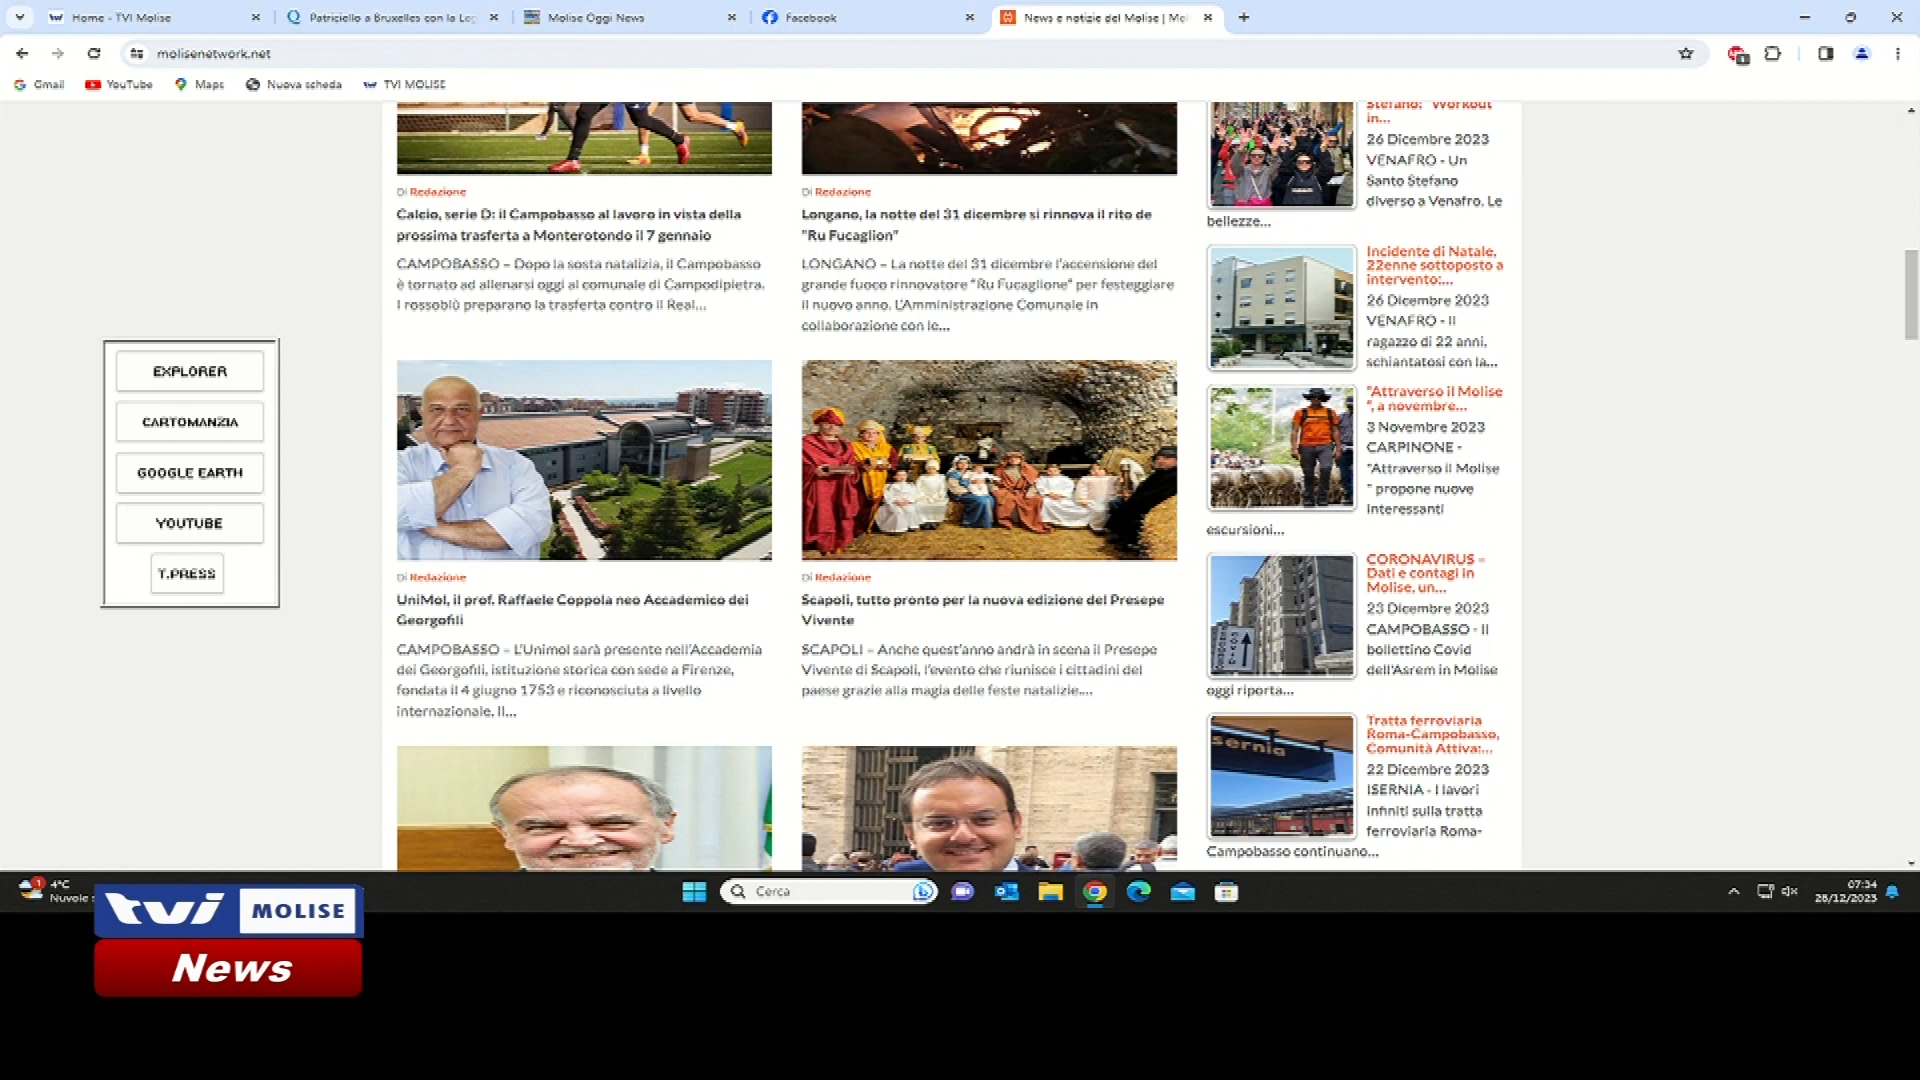 Home - TVI Molise
Patriciello a Bruxelles con la Leg
Molise Oggi News
Facebook
News e notizie del Molise | Mol
molisenetwork.net
Gmail
YouTube
Maps
Nuova scheda
TVI MOLISE
Di Redazione
Calcio, serie D: il Campobasso al lavoro in vista della
prossima trasferta a Monterotondo il 7 gennaio
CAMPOBASSO – Dopo la sosta natalizia, il Campobasso
è tornato ad allenarsi oggi al comunale di Campodipietra.
I rossoblù preparano la trasferta contro il Real...
Di Redazione
Longano, la notte del 31 dicembre si rinnova il rito de
"Ru Fucaglion"
LONGANO – La notte del 31 dicembre l'accensione del
grande fuoco rinnovatore "Ru Fucaglione" per festeggiare
il nuovo anno. L'Amministrazione Comunale in
collaborazione con le...
Stefano: "Workout
in...
26 Dicembre 2023
VENAFRO - Un
Santo Stefano
diverso a Venafro. Le
bellezze...
Incidente di Natale,
22enne sottoposto a
intervento:...
26 Dicembre 2023
VENAFRO - Il
ragazzo di 22 anni,
schiantatosi con la...
"Attraverso il Molise
", a novembre...
3 Novembre 2023
CARPINONE -
"Attraverso il Molise
" propone nuove
interessanti
escursioni...
EXPLORER
CARTOMANZIA
GOOGLE EARTH
YOUTUBE
T.PRESS
Di Redazione
UniMol, il prof. Raffaele Coppola neo Accademico dei
Georgofili
CAMPOBASSO – L'Unimol sarà presente nell'Accademia
dei Georgofili, istituzione storica con sede a Firenze,
fondata il 4 giugno 1753 e riconosciuta a livello
internazionale. Il...
Di Redazione
Scapoli, tutto pronto per la nuova edizione del Presepe
Vivente
SCAPOLI – Anche quest'anno andrà in scena il Presepe
Vivente di Scapoli, l'evento che riunisce i cittadini del
paese grazie alla magia delle feste natalizie....
CORONAVIRUS –
Dati e contagi in
Molise, un...
23 Dicembre 2023
CAMPOBASSO - Il
bollettino Covid
dell'Asrem in Molise
oggi riporta...
sernia
Tratta ferroviaria
Roma-Campobasso,
Comunità Attiva:...
22 Dicembre 2023
ISERNIA - I lavori
infiniti sulla tratta
ferroviaria Roma-
Campobasso continuano...
1
4°C
Nuvole
Cerca
07:34
28/12/2023
tvi MOLISE
News